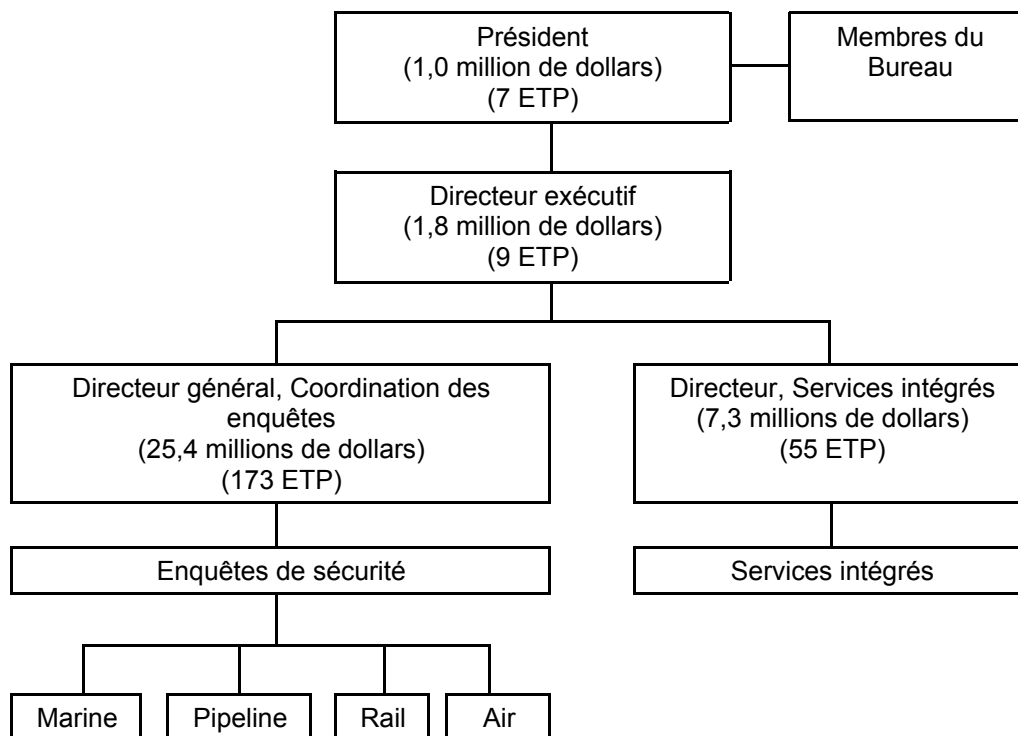 Président
(1,0 million de dollars)
(7 ETP)
Membres du
Bureau
Directeur exécutif
(1,8 million de dollars)
(9 ETP)
Directeur général, Coordination des
enquêtes
(25,4 millions de dollars)
(173 ETP)
Directeur, Services intégrés
(7,3 millions de dollars)
(55 ETP)
Enquêtes de sécurité
Services intégrés
Marine
Pipeline
Rail
Air